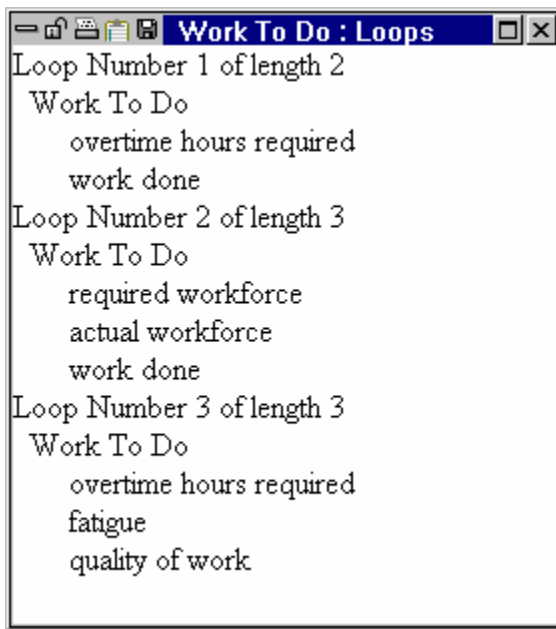 Work To Do : Loops
Loop Number 1 of length 2
Work To Do
overtime hours required
work done
Loop Number 2 of length 3
Work To Do
required workforce
actual workforce
work done
Loop Number 3 of length 3
Work To Do
overtime hours required
fatigue
quality of work